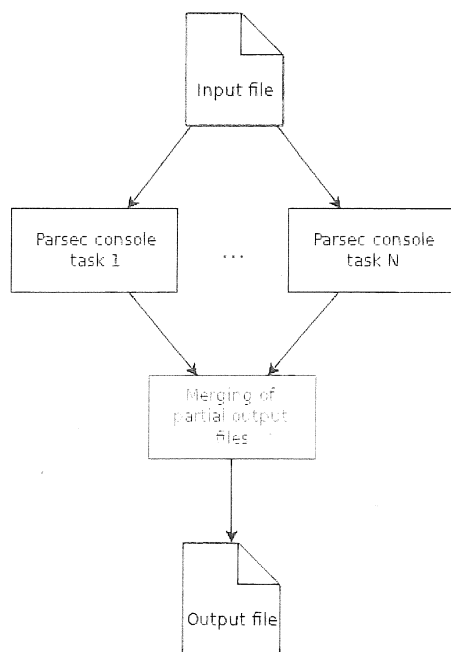 Input file
Parsec console
task 1
...
Parsec console
task N
Merging of
partial output
files
Output file